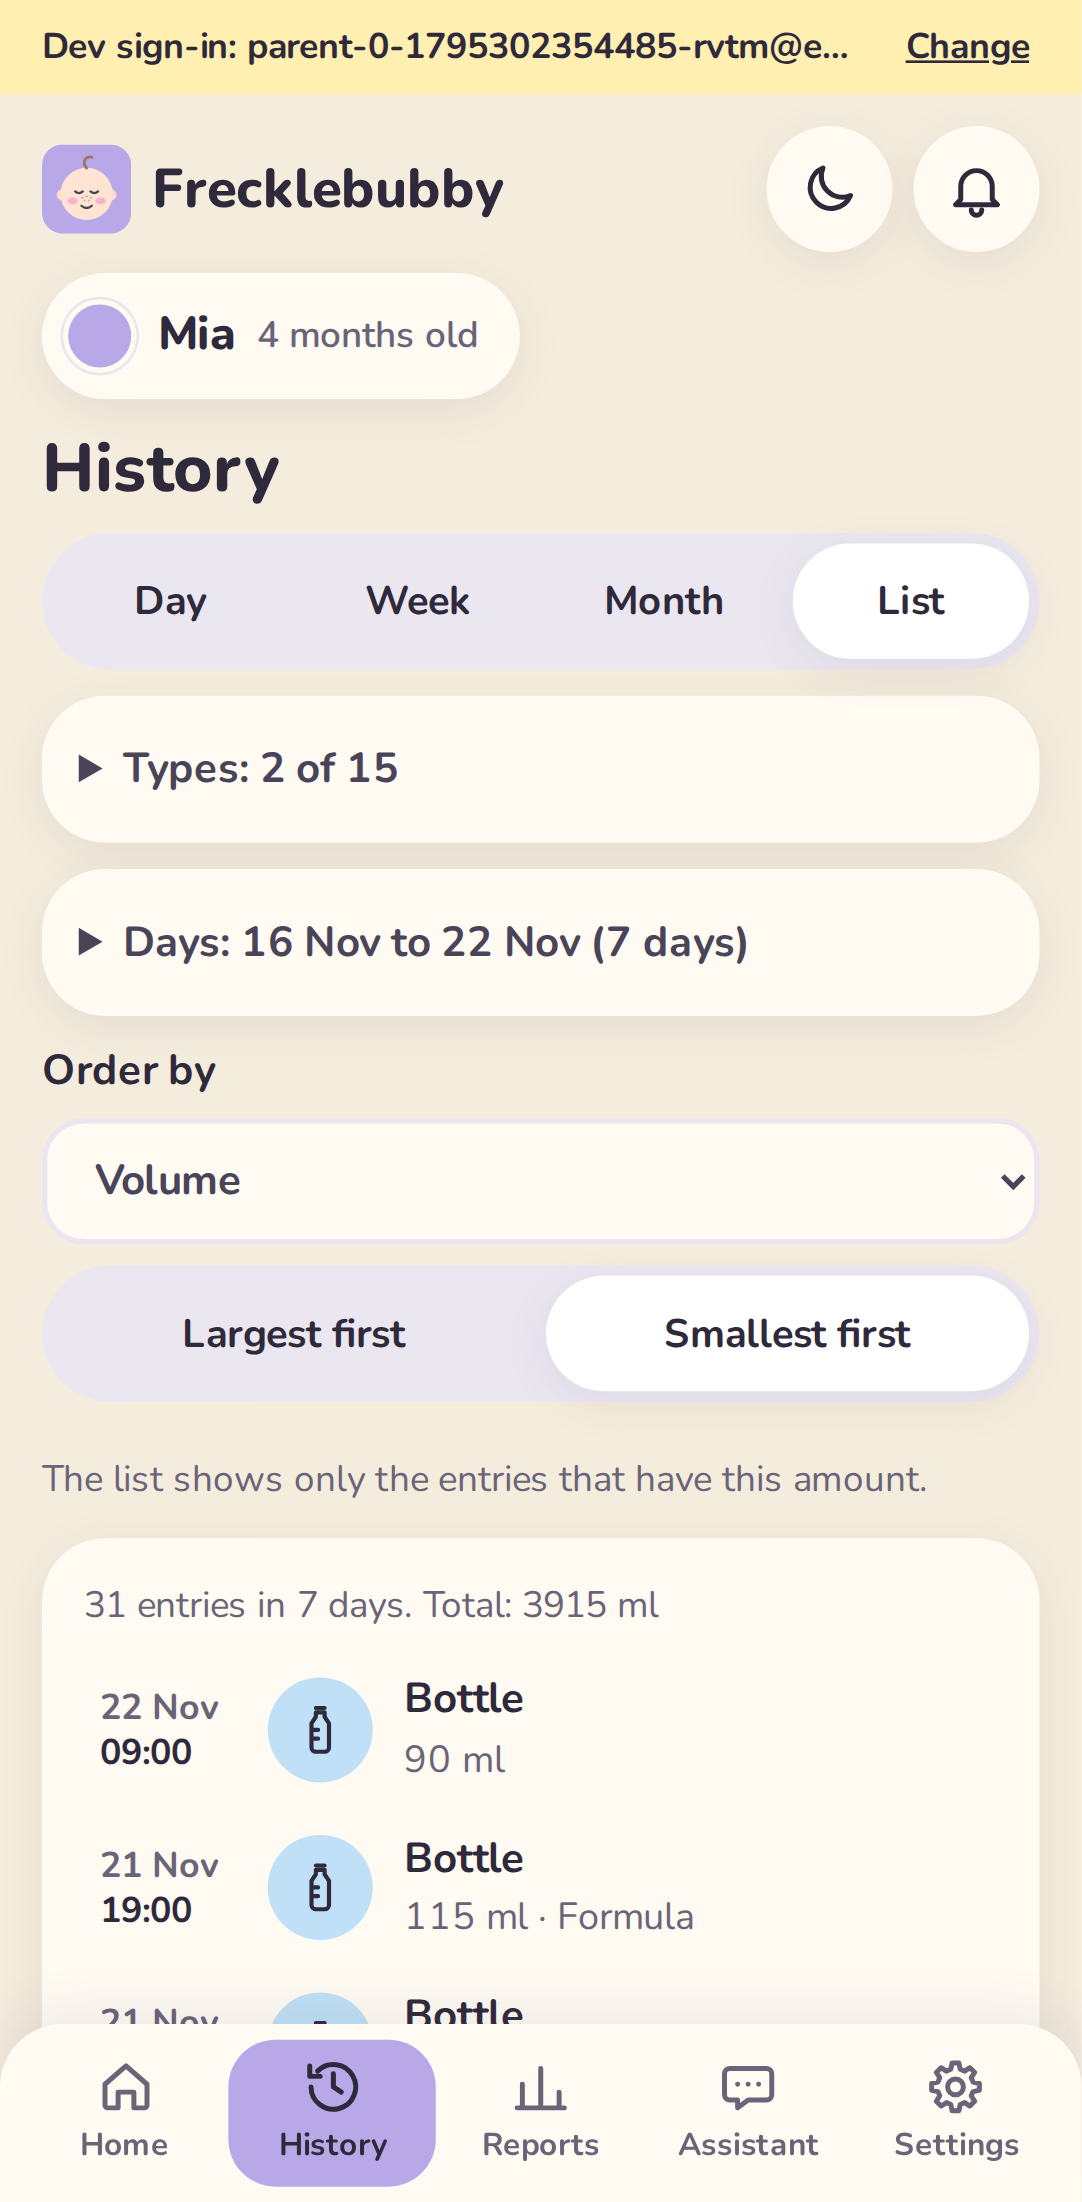 Dev sign-in: parent-0-1795302354485-rvtm@e... Change
Frecklebubby
Mia 4 months old
History
Day Week Month List
Types: 2 of 15
Days: 16 Nov to 22 Nov (7 days)
Order by
Volume
Largest first Smallest first
The list shows only the entries that have this amount.
31 entries in 7 days. Total: 3915 ml
22 Nov
09:00
Bottle
90 ml
21 Nov
19:00
Bottle
115 ml · Formula
21 Nov
Bottle
Home History Reports Assistant Settings